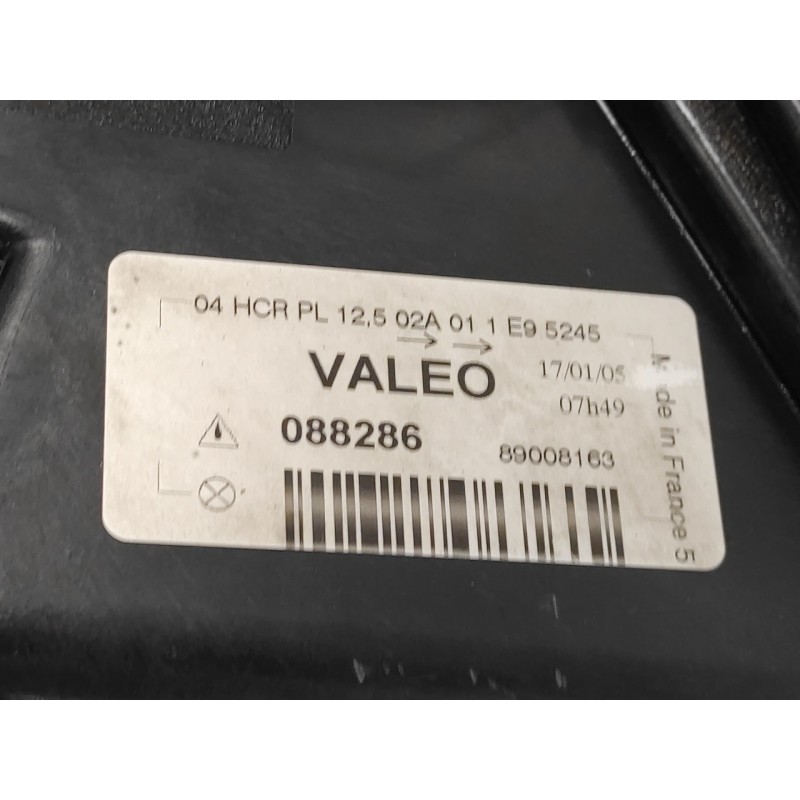 04 HCR PL 12,5 02A 01 1 E9 5245
VALEO
17/01/05
07h49
088286
89008163
Made in France 5